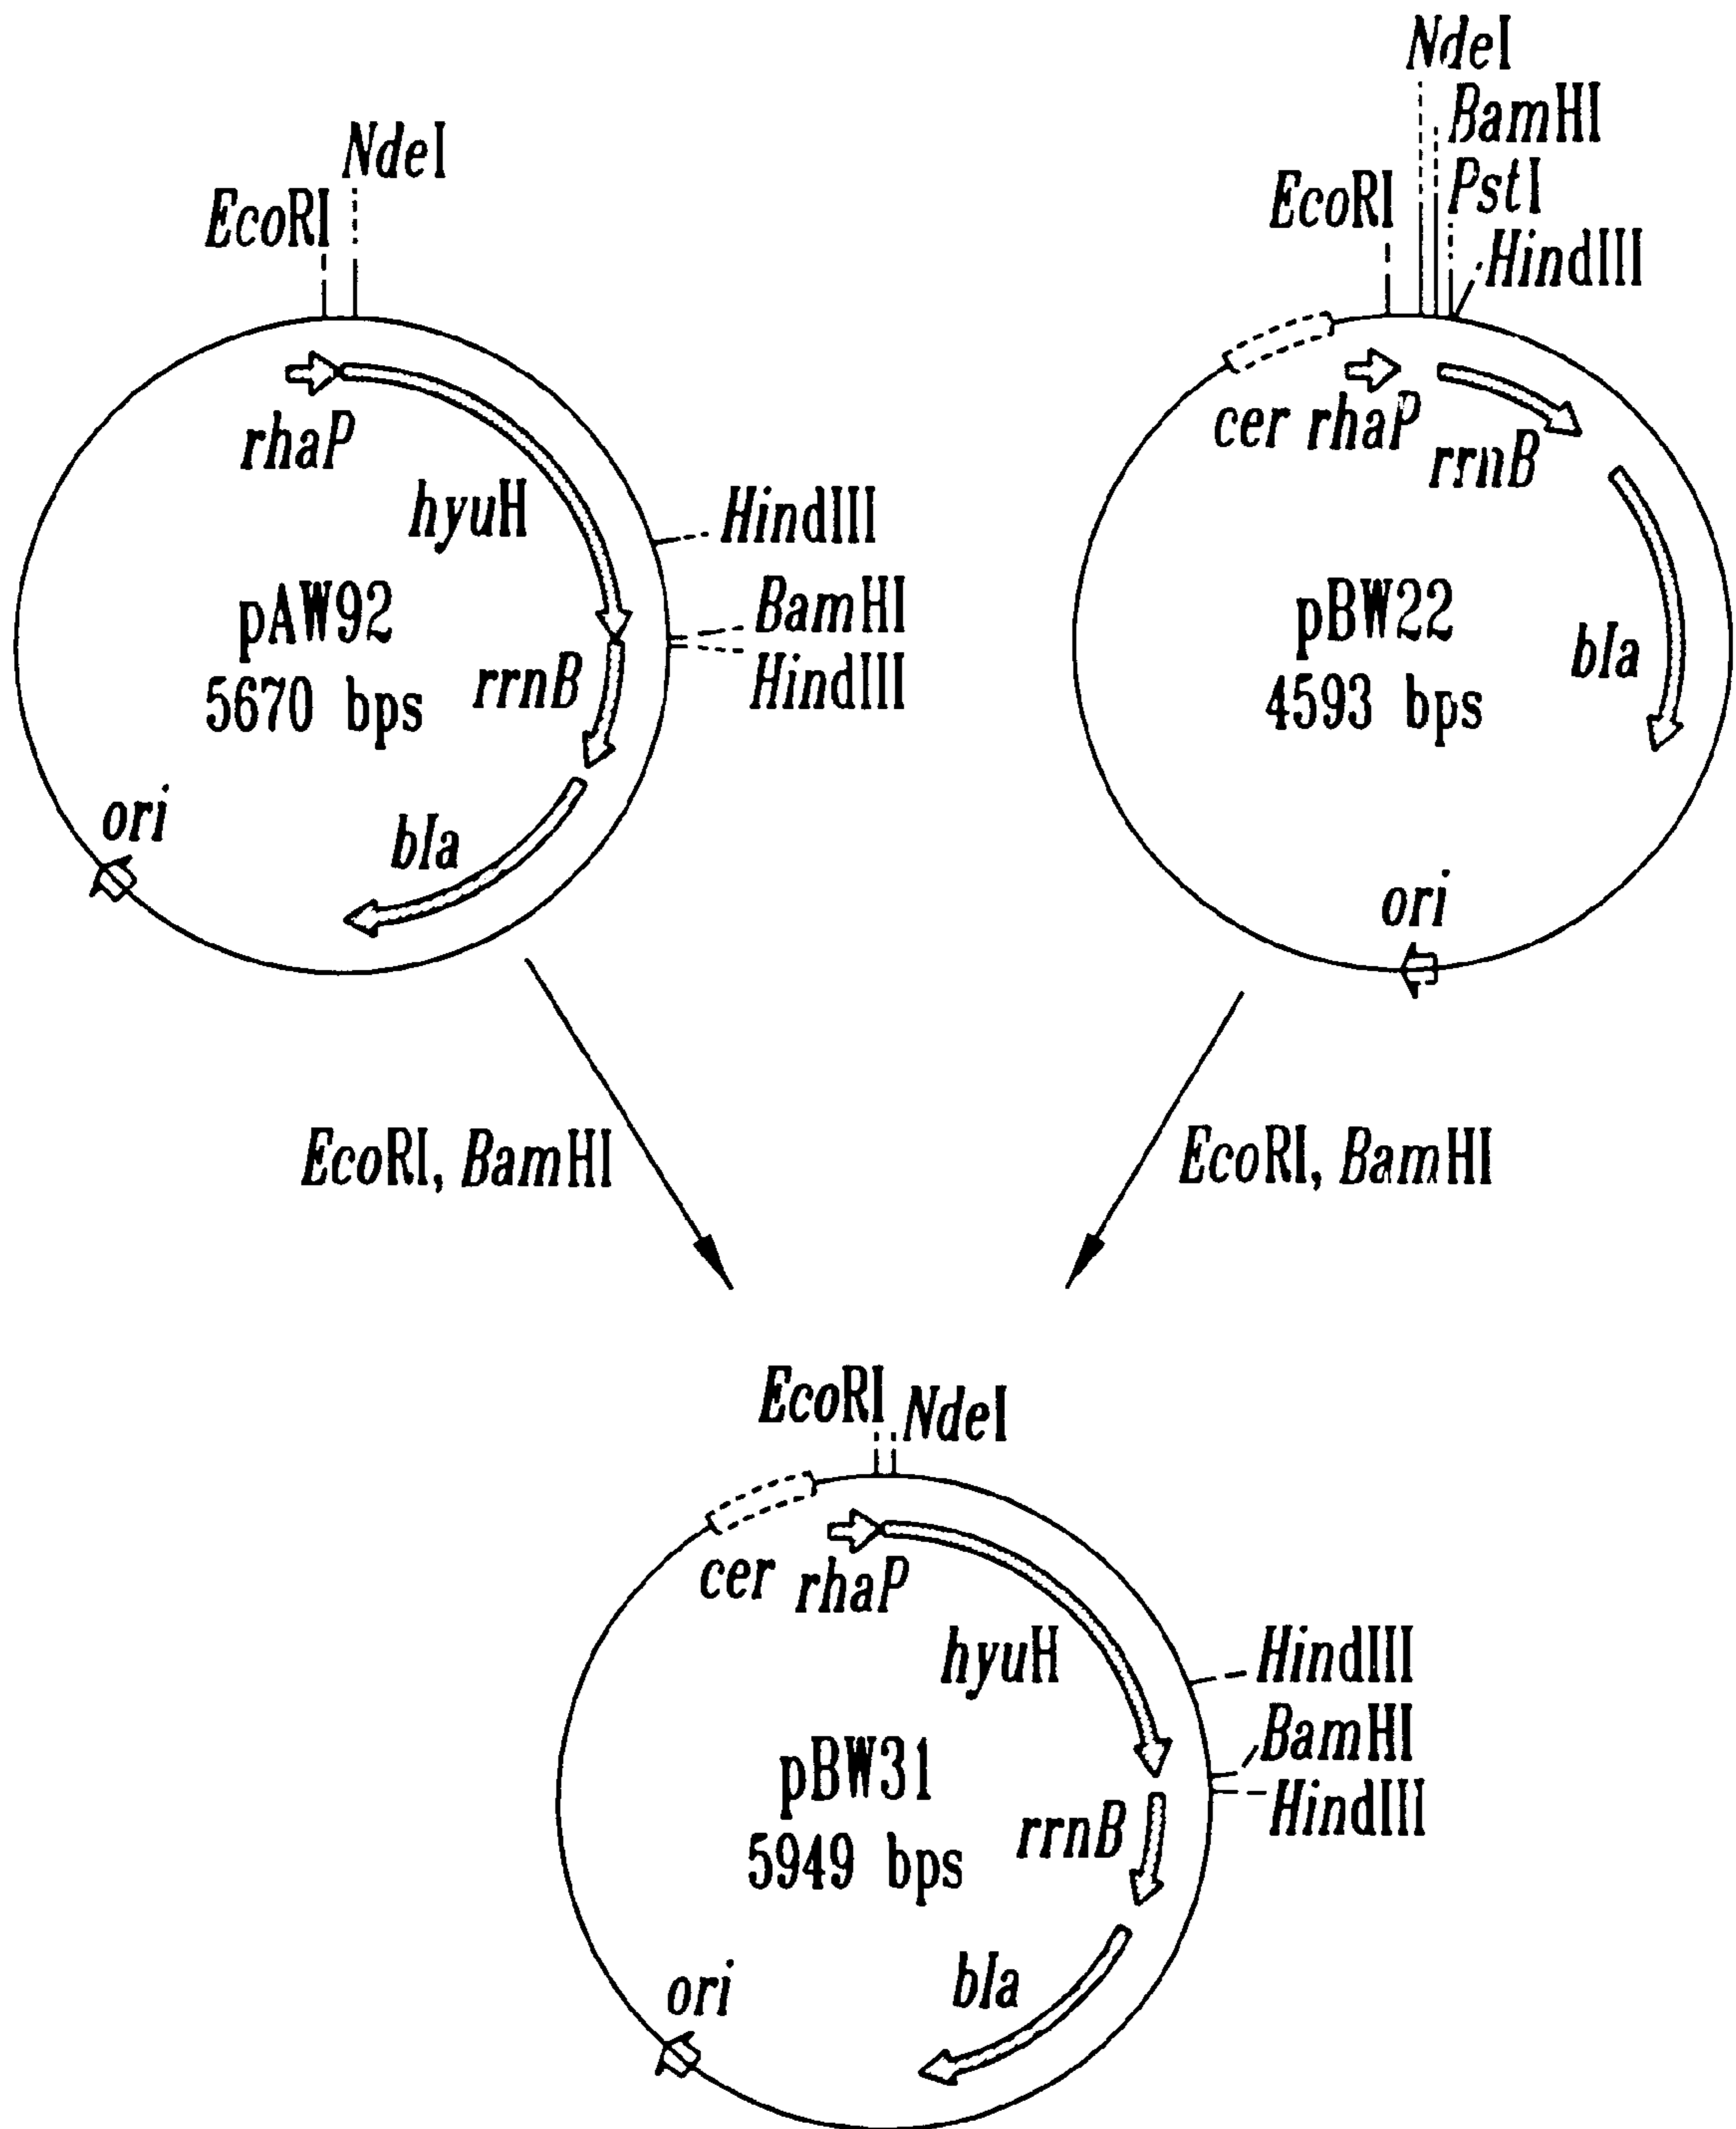 NdeI
EcoRI
rhaP
hyuH
HindIII
BamHI
HindIII
pAW92
5670 bps
rrnB
bla
ori
NdeI
BamHI
PstI
EcoRI
HindIII
cer rhaP
rrnB
pBW22
4593 bps
bla
ori
EcoRI, BamHI
EcoRI, BamHI
EcoRI NdeI
cer rhaP
hyuH
HindIII
BamHI
HindIII
pBW31
5949 bps
rrnB
bla
ori